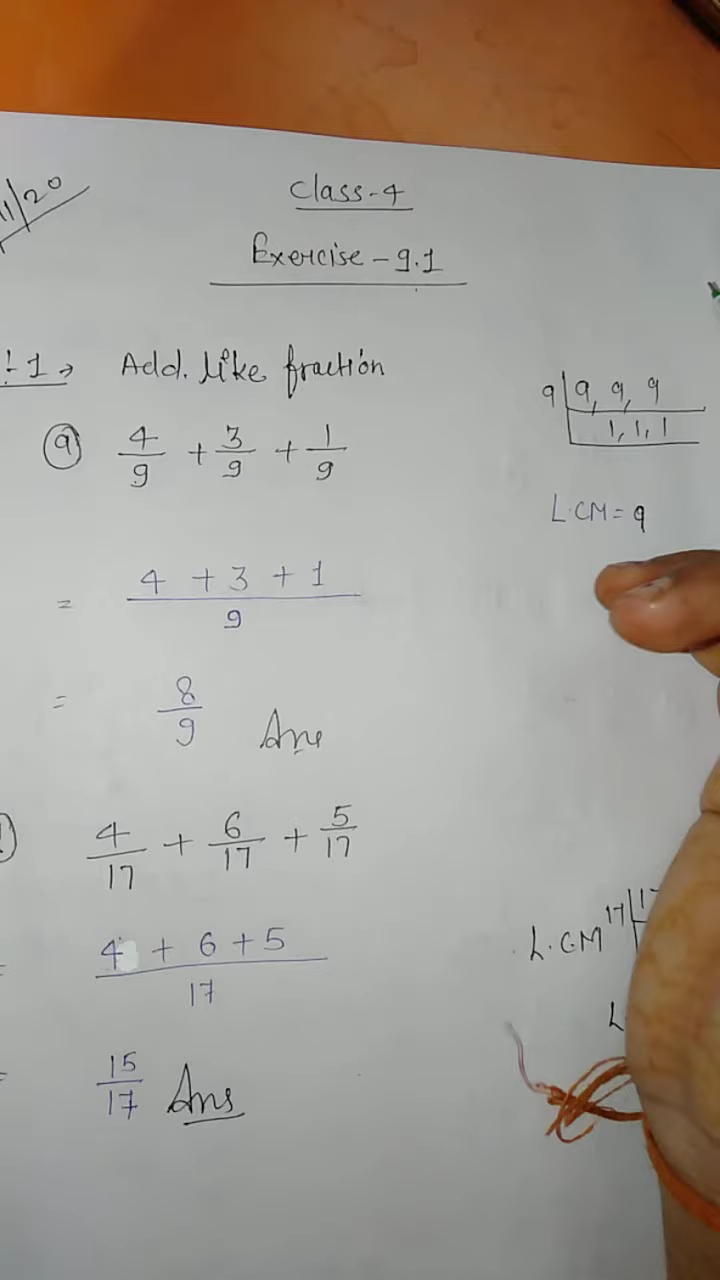 11/20
Class-4
Exercise-9.1
1→ Add. like fraction
(a) 4/9 + 3/9 + 1/9
9 | 9, 9, 9
1, 1, 1
L.CM = 9
= 4 + 3 + 1 / 9
= 8/9 Ans
4/17 + 6/17 + 5/17
L.CM 17
= 4 + 6 + 5 / 17
= 15/17 Ans